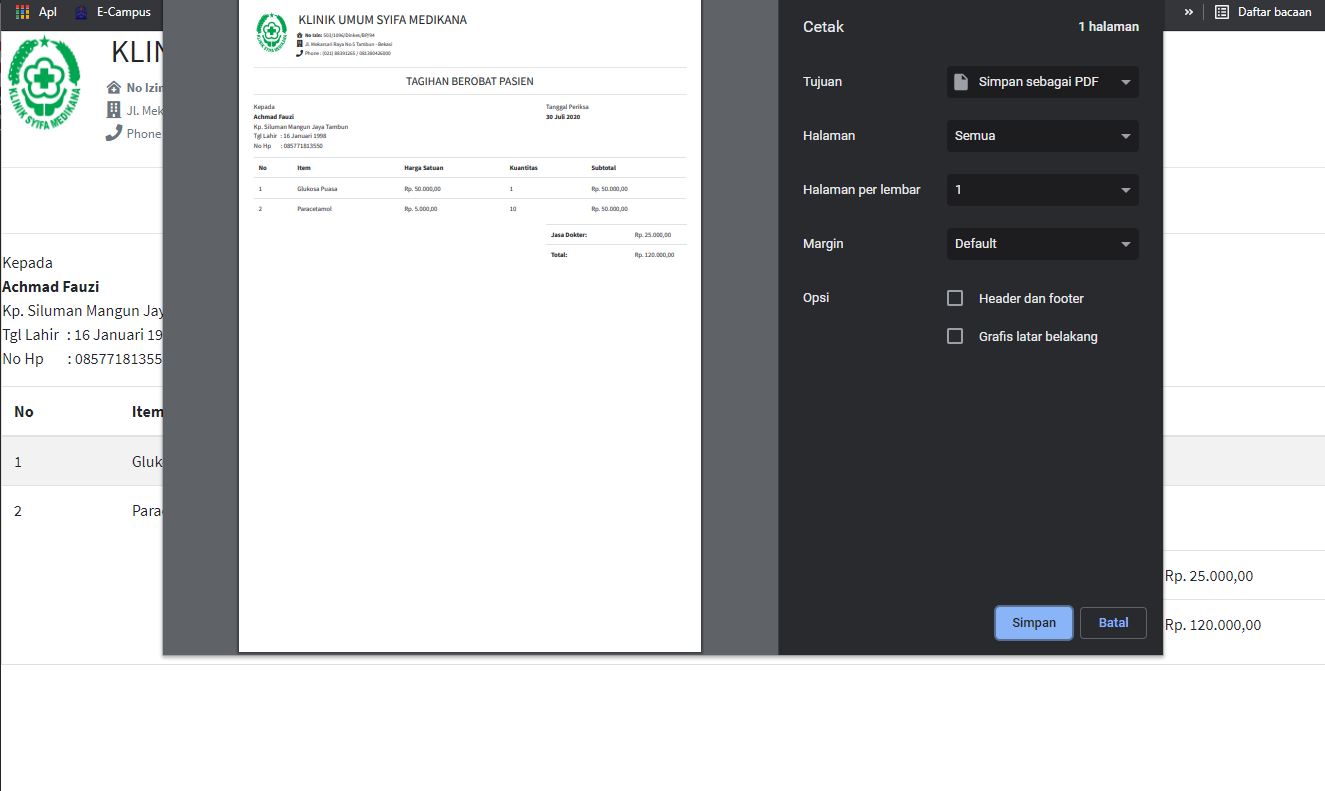 Apl E-Campus » Daftar bacaan
KLIN
No Izin
Jl. Mek
Phone
KLINIK SYIFA MEDIKANA
Kepada
Achmad Fauzi
Kp. Siluman Mangun Jay
Tgl Lahir : 16 Januari 19
No Hp : 08577181355
No Item
1 Gluk
2 Para
Rp. 25.000,00
Rp. 120.000,00
KLINIK UMUM SYIFA MEDIKANA
No Izin: 503/1096/Dinkes/BP/94
Jl. Mekarsari Raya No 5 Tambun - Bekasi
Phone : (021) 88391265 / 081380426000
TAGIHAN BEROBAT PASIEN
Kepada Tanggal Periksa
Achmad Fauzi 30 Juli 2020
Kp. Siluman Mangun Jaya Tambun
Tgl Lahir : 16 Januari 1998
No Hp : 085771813550
No Item Harga Satuan Kuantitas Subtotal
1 Glukosa Puasa Rp. 50.000,00 1 Rp. 50.000,00
2 Paracetamol Rp. 5.000,00 10 Rp. 50.000,00
Jasa Dokter: Rp. 25.000,00
Total: Rp. 120.000,00
Cetak 1 halaman
Tujuan Simpan sebagai PDF
Halaman Semua
Halaman per lembar 1
Margin Default
Opsi Header dan footer
Grafis latar belakang
Simpan Batal